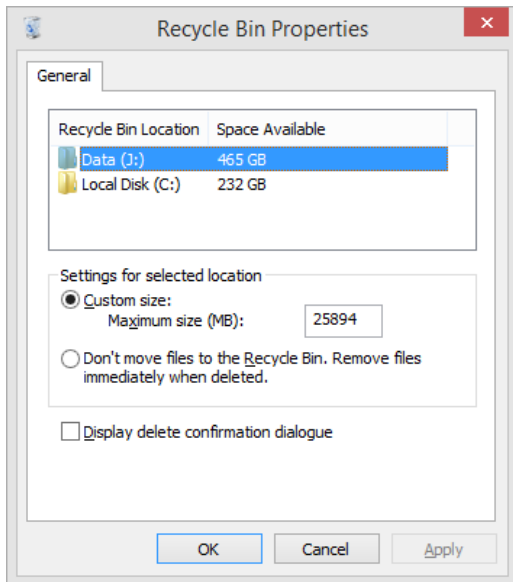 Recycle Bin Properties
General
Recycle Bin Location Space Available
Data (J:) 465 GB
Local Disk (C:) 232 GB
Settings for selected location
Custom size:
Maximum size (MB): 25894
Don't move files to the Recycle Bin. Remove files
immediately when deleted.
Display delete confirmation dialogue
OK Cancel Apply